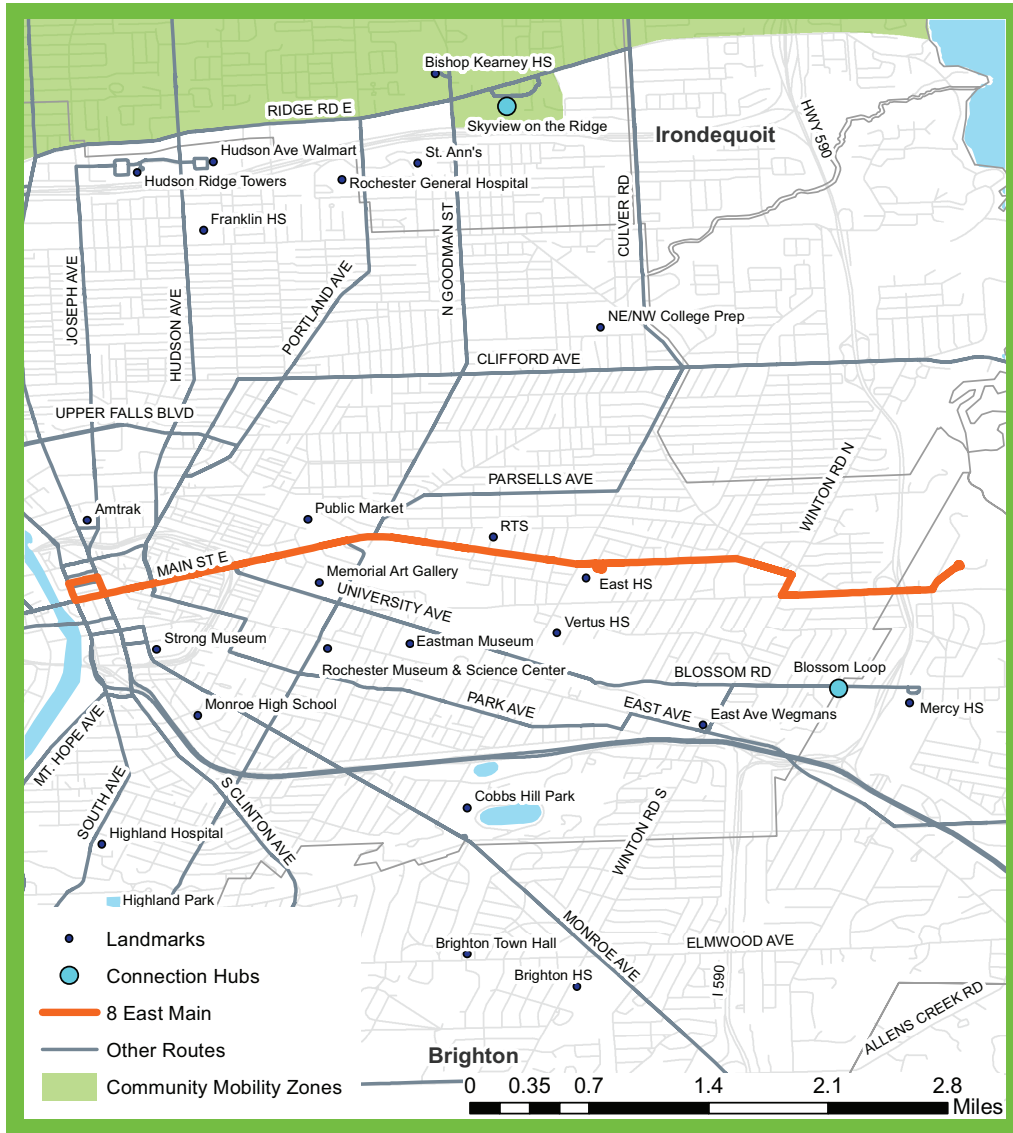 Bishop Kearney HS
RIDGE RD E
Skyview on the Ridge
Irondequoit
HWY 590
Hudson Ave Walmart
St. Ann's
Hudson Ridge Towers
Rochester General Hospital
Franklin HS
N GOODMAN ST
CULVER RD
JOSEPH AVE
HUDSON AVE
PORTLAND AVE
NE/NW College Prep
CLIFFORD AVE
UPPER FALLS BLVD
WINTON RD N
PARSELLS AVE
Amtrak
Public Market
RTS
MAIN ST E
Memorial Art Gallery
East HS
UNIVERSITY AVE
Vertus HS
Strong Museum
Eastman Museum
Rochester Museum & Science Center
BLOSSOM RD
Blossom Loop
Monroe High School
PARK AVE
EAST AVE
East Ave Wegmans
Mercy HS
MT. HOPE AVE
SOUTH AVE
S CLINTON AVE
Cobbs Hill Park
WINTON RD S
Highland Hospital
Highland Park
MONROE AVE
Brighton Town Hall
ELMWOOD AVE
Brighton HS
I 590
ALLENS CREEK RD
Brighton
Landmarks
Connection Hubs
8 East Main
Other Routes
Community Mobility Zones
0 0.35 0.7 1.4 2.1 2.8
Miles